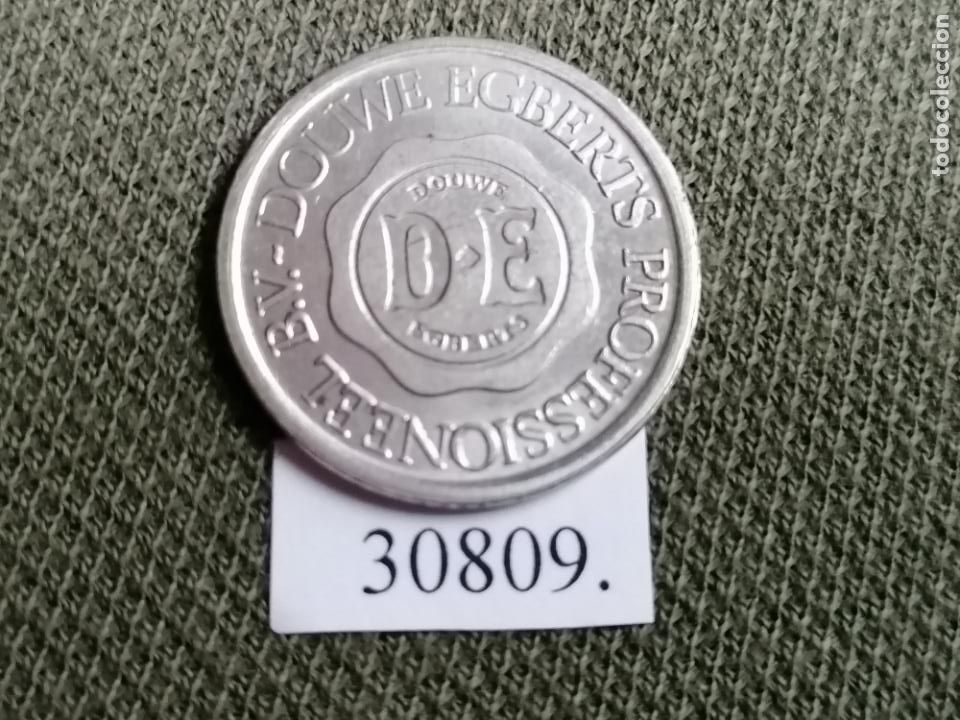 DOUWE EGBERTS PROFESSIONEEL B.V.-
DOUWE
D·E
EGBERTS
30809.
todocoleccion